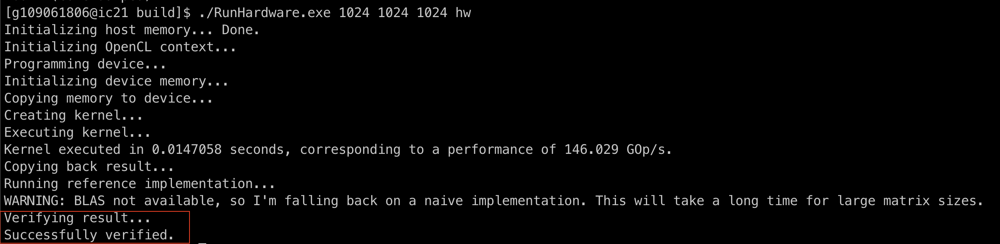 [g109061806@ic21 build]$ ./RunHardware.exe 1024 1024 1024 hw
Initializing host memory... Done.
Initializing OpenCL context...
Programming device...
Initializing device memory...
Copying memory to device...
Creating kernel...
Executing kernel...
Kernel executed in 0.0147058 seconds, corresponding to a performance of 146.029 GOp/s.
Copying back result...
Running reference implementation...
WARNING: BLAS not available, so I'm falling back on a naive implementation. This will take a long time for large matrix sizes.
Verifying result...
Successfully verified.